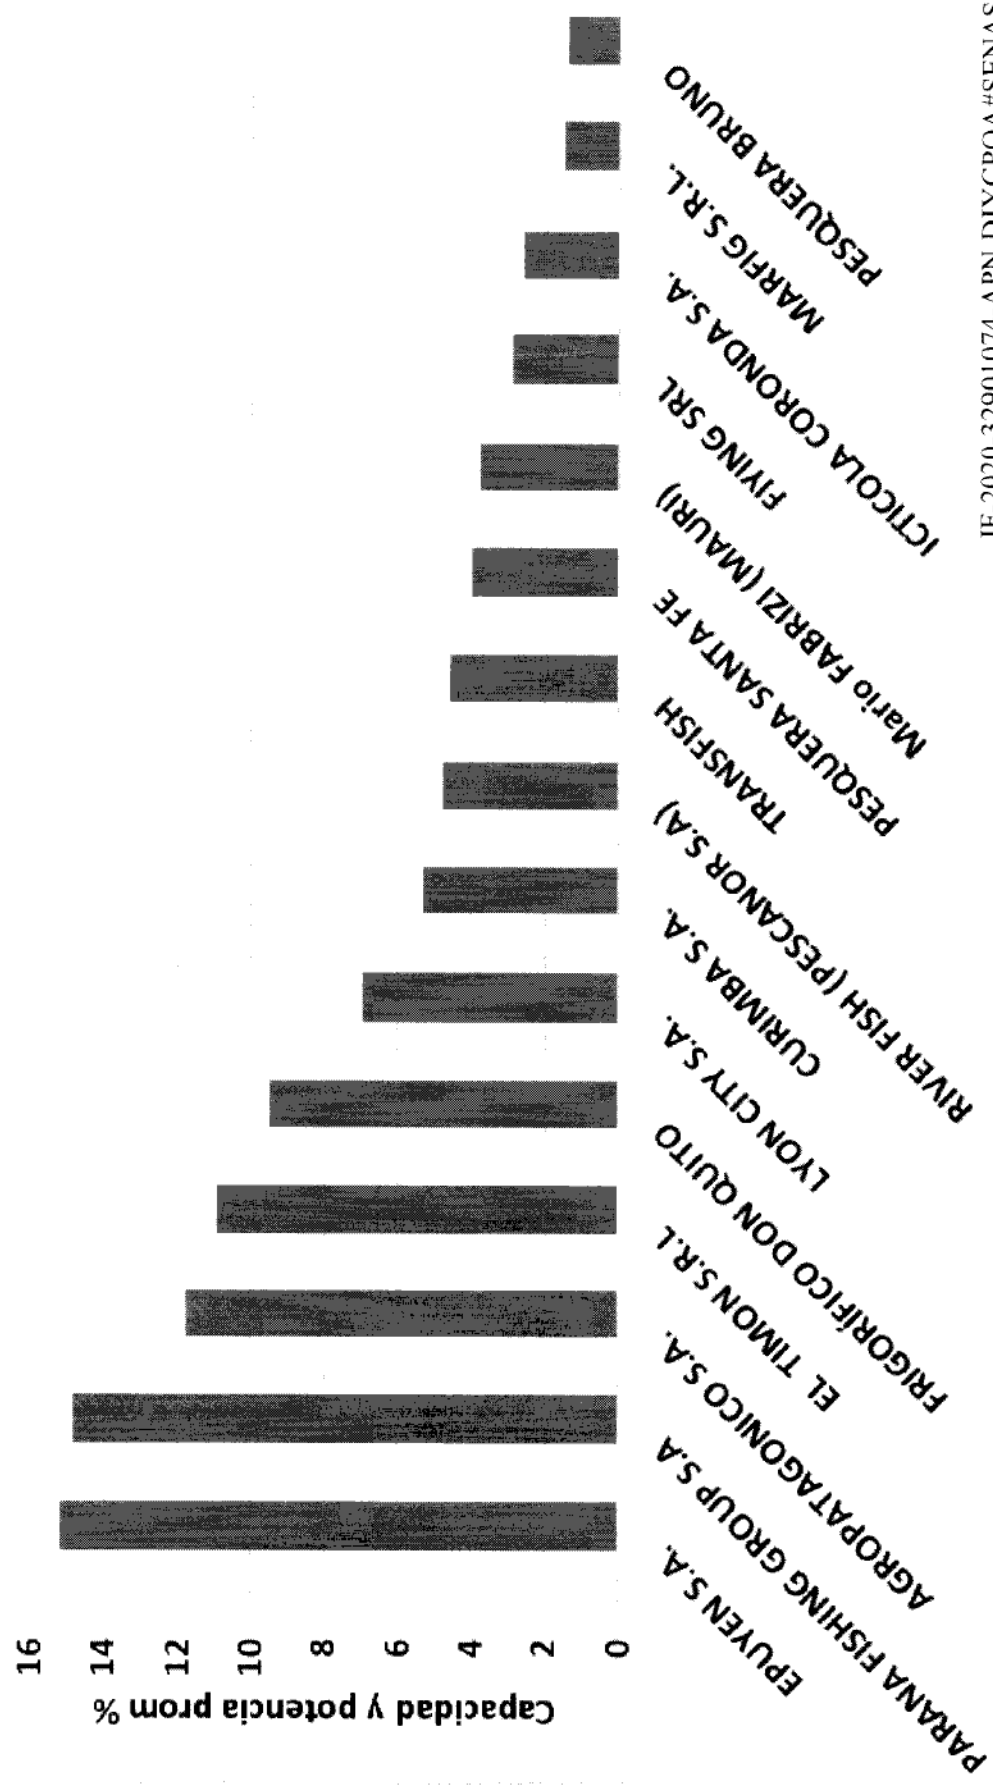 Capacidad y potencia prom %
16
14
12
10
8
6
4
2
0
EPUYEN S.A.
PARANA FISHING GROUP S.A
AGROPATAGONICO S.A.
EL TIMON S.R.L
FRIGORÍFICO DON QUITO
LYON CITY S.A.
CURIMBA S.A.
RIVER FISH (PESCANOR S.A)
TRANSFISH
PESQUERA SANTA FE
Mario FABRIZI (MAURI)
FIYING SRL
ICTICOLA CORONDA S.A.
MARFIG S.R.L.
PESQUERA BRUNO